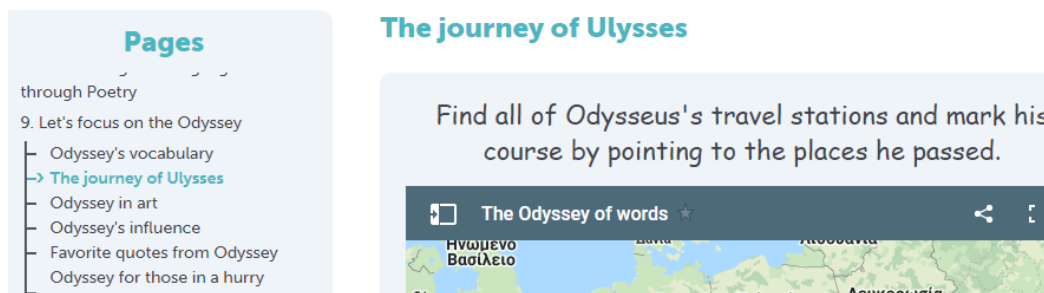 Pages
through Poetry
9. Let's focus on the Odyssey
Odyssey's vocabulary
The journey of Ulysses
Odyssey in art
Odyssey's influence
Favorite quotes from Odyssey
Odyssey for those in a hurry
The journey of Ulysses
Find all of Odysseus's travel stations and mark his
course by pointing to the places he passed.
The Odyssey of words
Ηνωμένο
Βασίλειο